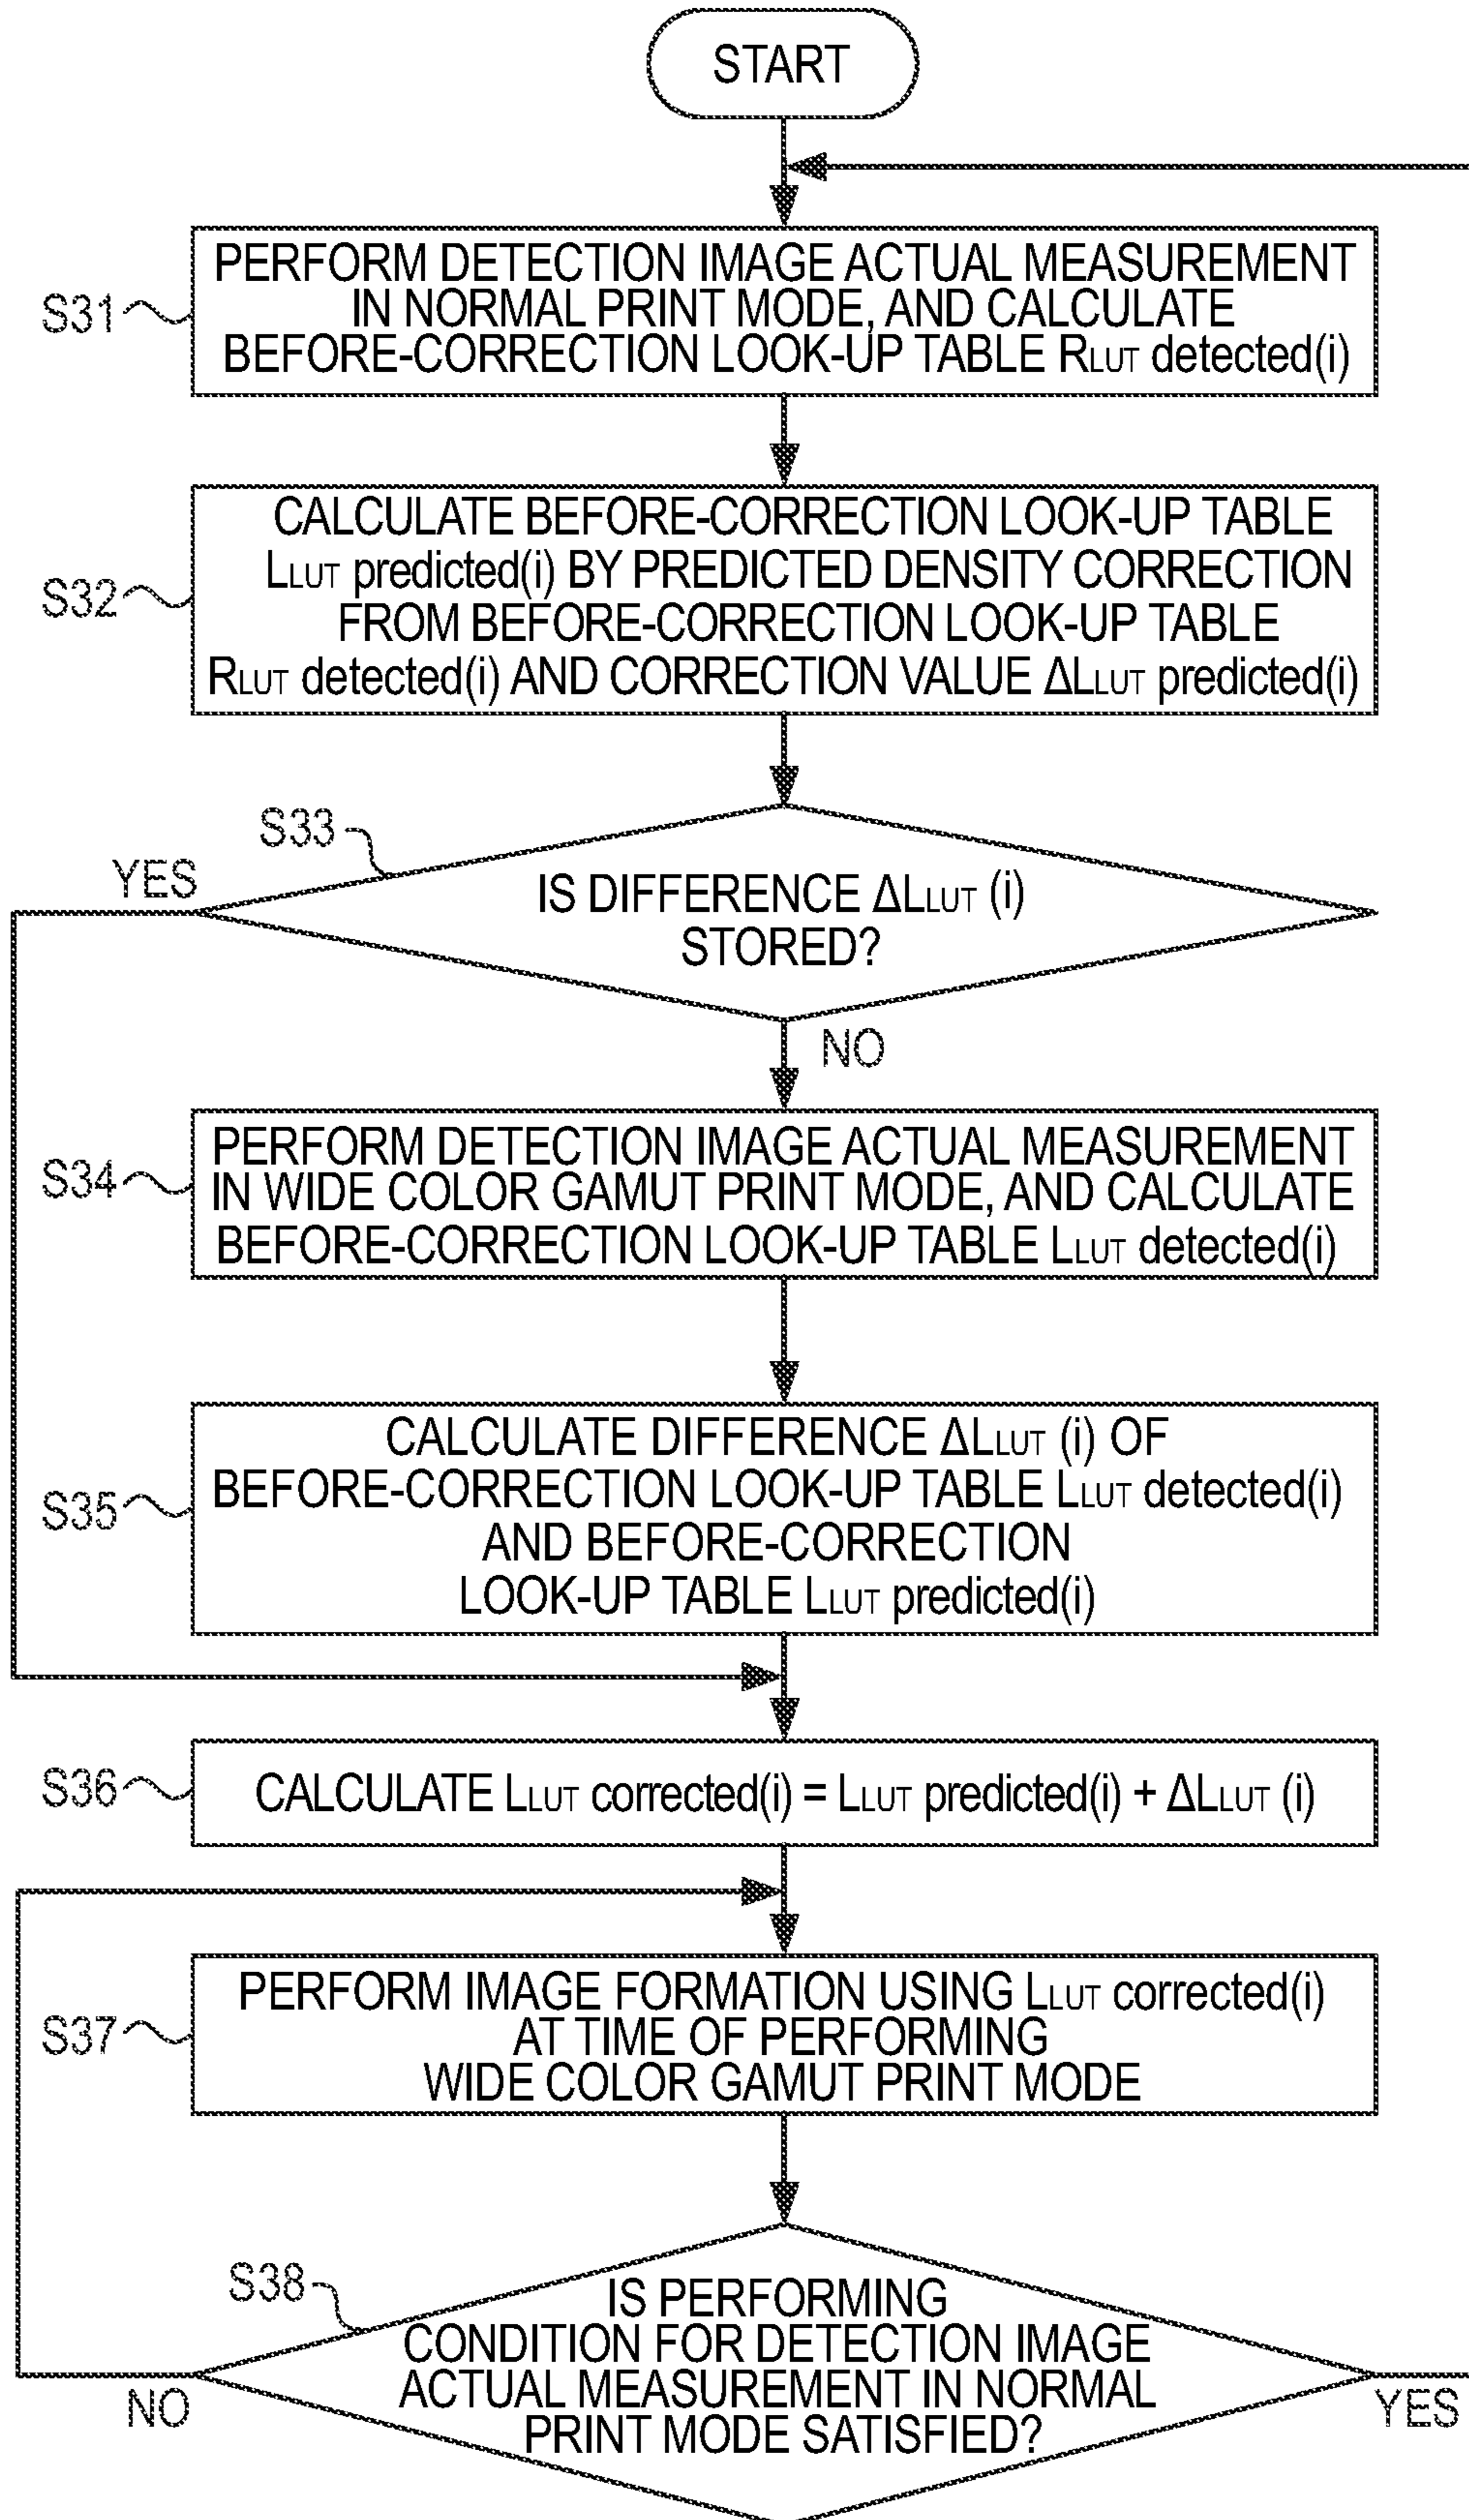 START
S31
PERFORM DETECTION IMAGE ACTUAL MEASUREMENT
IN NORMAL PRINT MODE, AND CALCULATE
BEFORE-CORRECTION LOOK-UP TABLE RLUT detected(i)
S32
CALCULATE BEFORE-CORRECTION LOOK-UP TABLE
LLUT predicted(i) BY PREDICTED DENSITY CORRECTION
FROM BEFORE-CORRECTION LOOK-UP TABLE
RLUT detected(i) AND CORRECTION VALUE ΔLLUT predicted(i)
S33
YES
IS DIFFERENCE ΔLLUT (i)
STORED?
NO
S34
PERFORM DETECTION IMAGE ACTUAL MEASUREMENT
IN WIDE COLOR GAMUT PRINT MODE, AND CALCULATE
BEFORE-CORRECTION LOOK-UP TABLE LLUT detected(i)
S35
CALCULATE DIFFERENCE ΔLLUT (i) OF
BEFORE-CORRECTION LOOK-UP TABLE LLUT detected(i)
AND BEFORE-CORRECTION
LOOK-UP TABLE LLUT predicted(i)
S36
CALCULATE LLUT corrected(i) = LLUT predicted(i) + ΔLLUT (i)
S37
PERFORM IMAGE FORMATION USING LLUT corrected(i)
AT TIME OF PERFORMING
WIDE COLOR GAMUT PRINT MODE
S38
IS PERFORMING
CONDITION FOR DETECTION IMAGE
ACTUAL MEASUREMENT IN NORMAL
PRINT MODE SATISFIED?
NO
YES